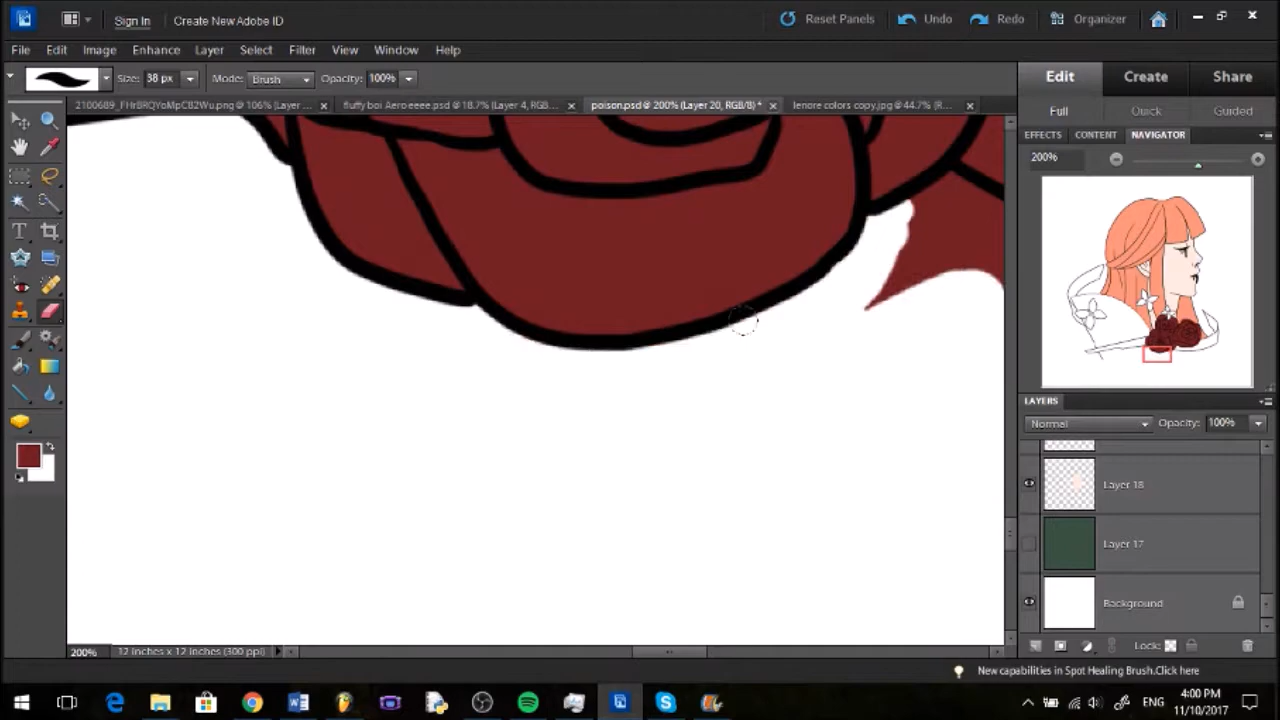 Sign In Create New Adobe ID Reset Panels Undo Redo Organizer
File Edit Image Enhance Layer Select Filter View Window Help
Size: 38 px Mode: Brush Opacity: 100% Edit Create Share
2100689_FHrBRQYoMpCB2Wu.png @ 106% (Layer ... fluffy boi Aeroeeee.psd @ 18.7% (Layer 4, RGB... poison.psd @ 200% (Layer 20, RGB/8) * lenore colors copy.jpg @ 44.7% (R... Full Quick Guided
EFFECTS CONTENT NAVIGATOR
200%
LAYERS
Normal Opacity: 100%
Layer 18
Layer 17
Background
200% 12 inches x 12 inches (300 ppi) Lock:
New capabilities in Spot Healing Brush.Click here
ENG 4:00 PM
11/10/2017